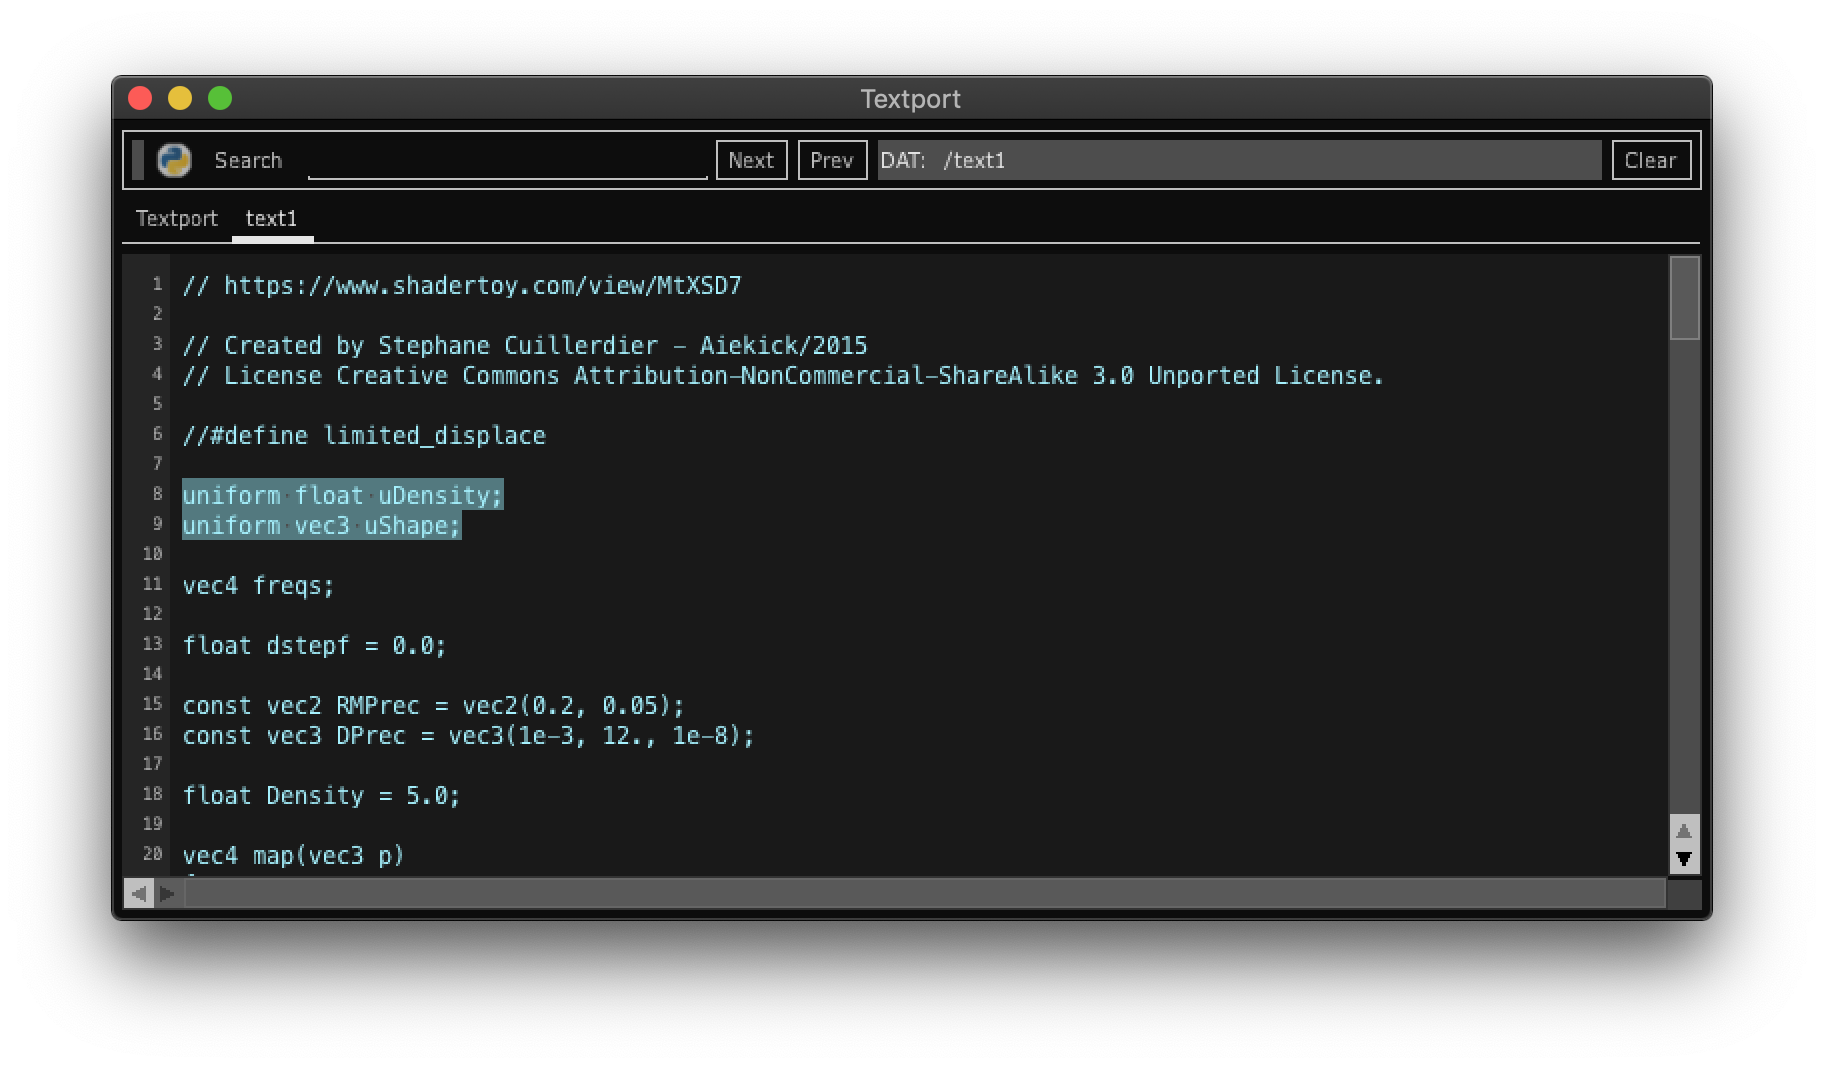 Textport
Search Next Prev DAT: /text1 Clear
Textport text1
1 // https://www.shadertoy.com/view/MtXSD7
2
3 // Created by Stephane Cuillerdier - Aiekick/2015
4 // License Creative Commons Attribution-NonCommercial-ShareAlike 3.0 Unported License.
5
6 //#define limited_displace
7
8 uniform float uDensity;
9 uniform vec3 uShape;
10
11 vec4 freqs;
12
13 float dstepf = 0.0;
14
15 const vec2 RMPrec = vec2(0.2, 0.05);
16 const vec3 DPrec = vec3(1e-3, 12., 1e-8);
17
18 float Density = 5.0;
19
20 vec4 map(vec3 p)